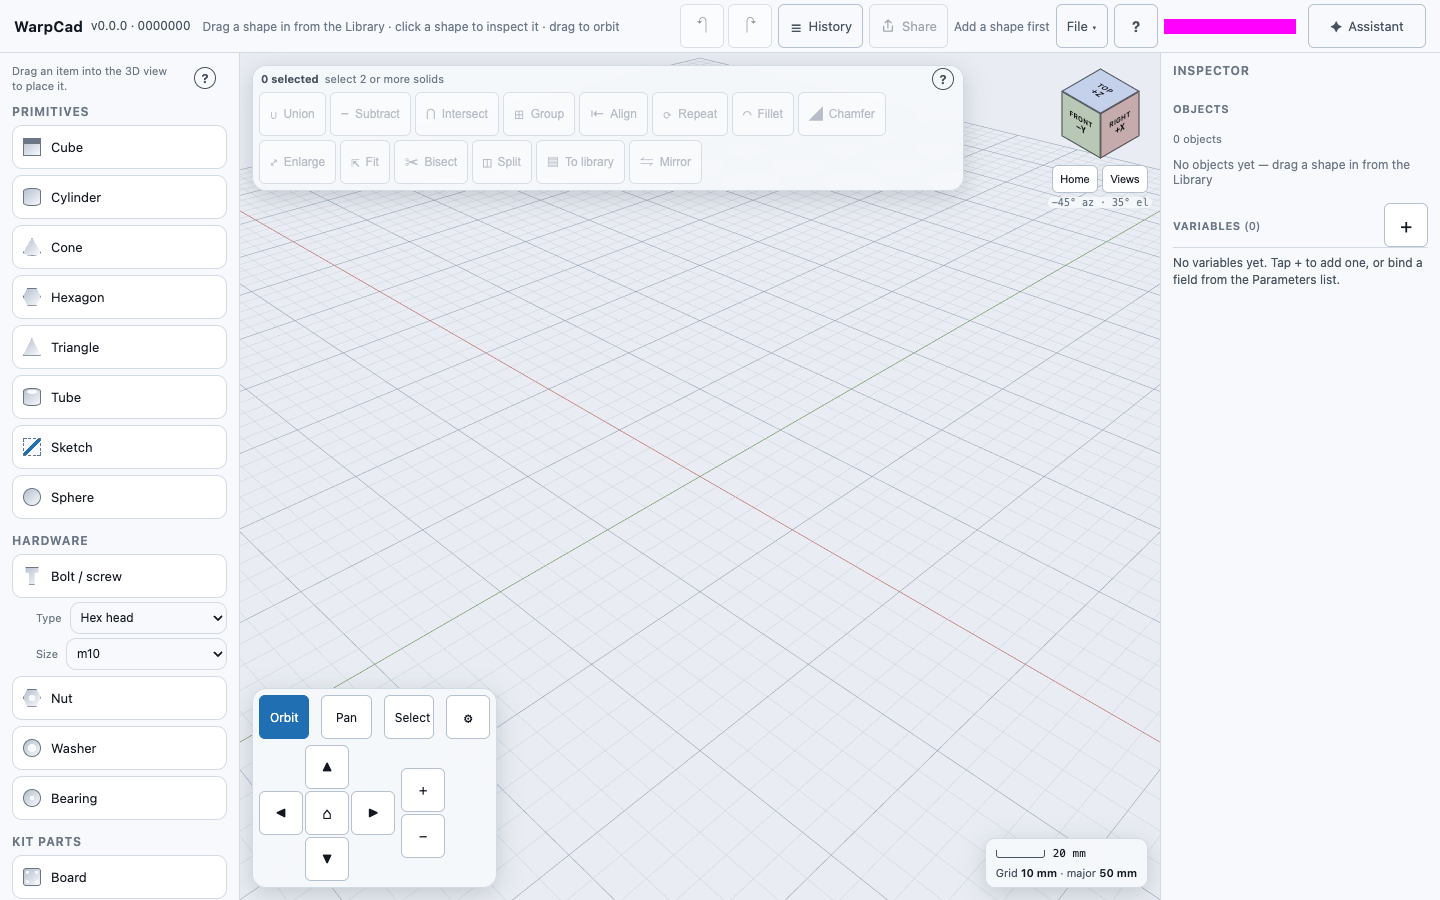 WarpCad v0.0.0 · 0000000 Drag a shape in from the Library · click a shape to inspect it · drag to orbit
History
Share
Add a shape first
File
?
Assistant
Drag an item into the 3D view
to place it.
?
PRIMITIVES
Cube
Cylinder
Cone
Hexagon
Triangle
Tube
Sketch
Sphere
HARDWARE
Bolt / screw
Type Hex head
Size m10
Nut
Washer
Bearing
KIT PARTS
Board
0 selected select 2 or more solids
?
Union
Subtract
Intersect
Group
Align
Repeat
Fillet
Chamfer
Enlarge
Fit
Bisect
Split
To library
Mirror
TOP
+Z
FRONT
−Y
RIGHT
+X
Home
Views
−45° az · 35° el
Orbit
Pan
Select
+
−
20 mm
Grid 10 mm · major 50 mm
INSPECTOR
OBJECTS
0 objects
No objects yet — drag a shape in from the
Library
VARIABLES (0)
+
No variables yet. Tap + to add one, or bind a
field from the Parameters list.